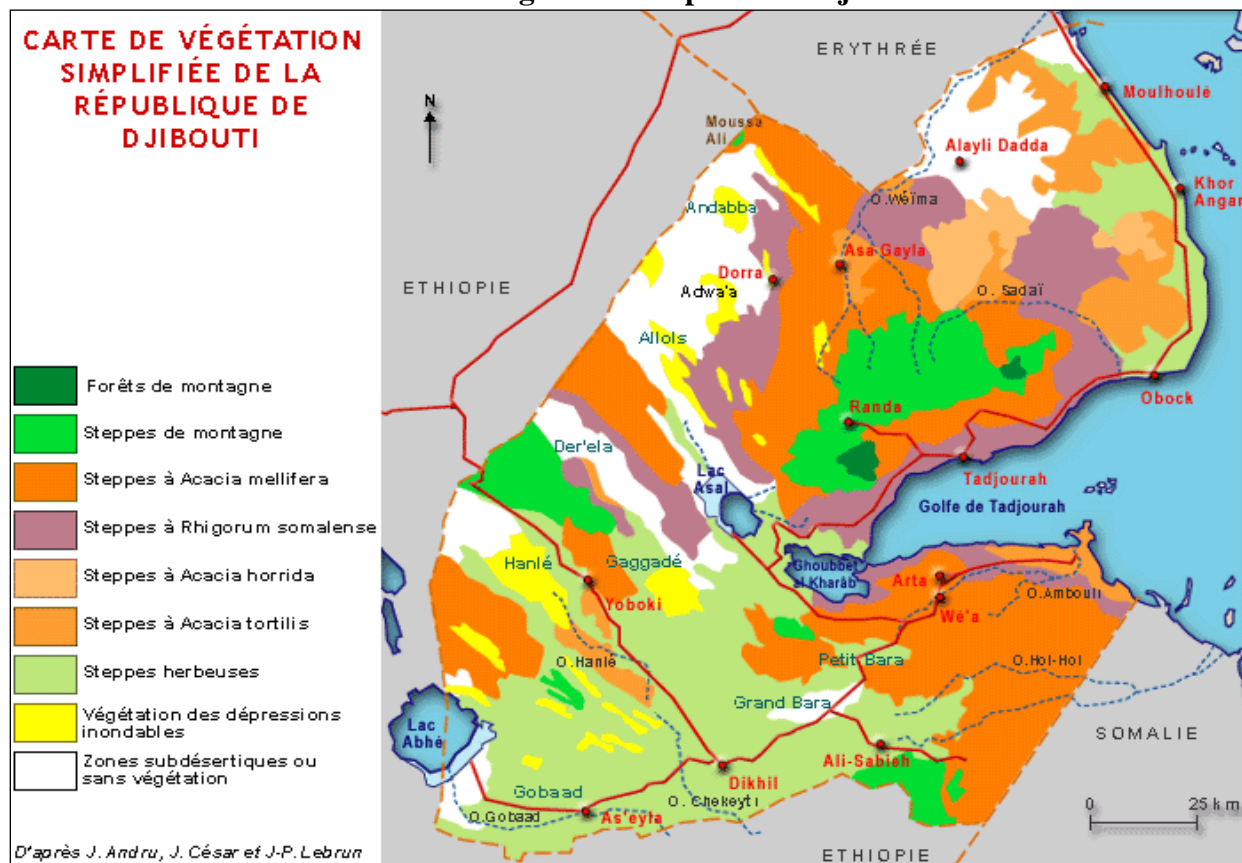 CARTE DE VÉGÉTATION
SIMPLIFIÉE DE LA
RÉPUBLIQUE DE
DJIBOUTI
Forêts de montagne
Steppes de montagne
Steppes à Acacia mellifera
Steppes à Rhigorum somalense
Steppes à Acacia horrida
Steppes à Acacia tortilis
Steppes herbeuses
Végétation des dépressions
inondables
Zones subdésertiques ou
sans végétation
D'après J. Andru, J. César et J-P. Lebrun
N
ERYTHRÉE
Moulhoulé
Moussa
Ali
Alayli Dadda
Khor
Angar
O. Wéïma
Andabba
Asa Gayla
Dorra
ETHIOPIE
Adwa'a
O. Sadaï
Allols
Obock
Randa
Der'ela
Lac
Asal
Tadjourah
Golfe de Tadjourah
Hanlé
Gaggadé
Ghoubbet
al Kharâb
Arta
O.Ambouli
Yoboki
Wé'a
O.Hanlé
Petit Bara
O.Hol-Hol
Grand Bara
SOMALIE
Lac
Abhé
Ali-Sabieh
Dikhil
Gobaad
O. Chekeyti
O.Gobaad
As'eyla
0
25 km
ETHIOPIE